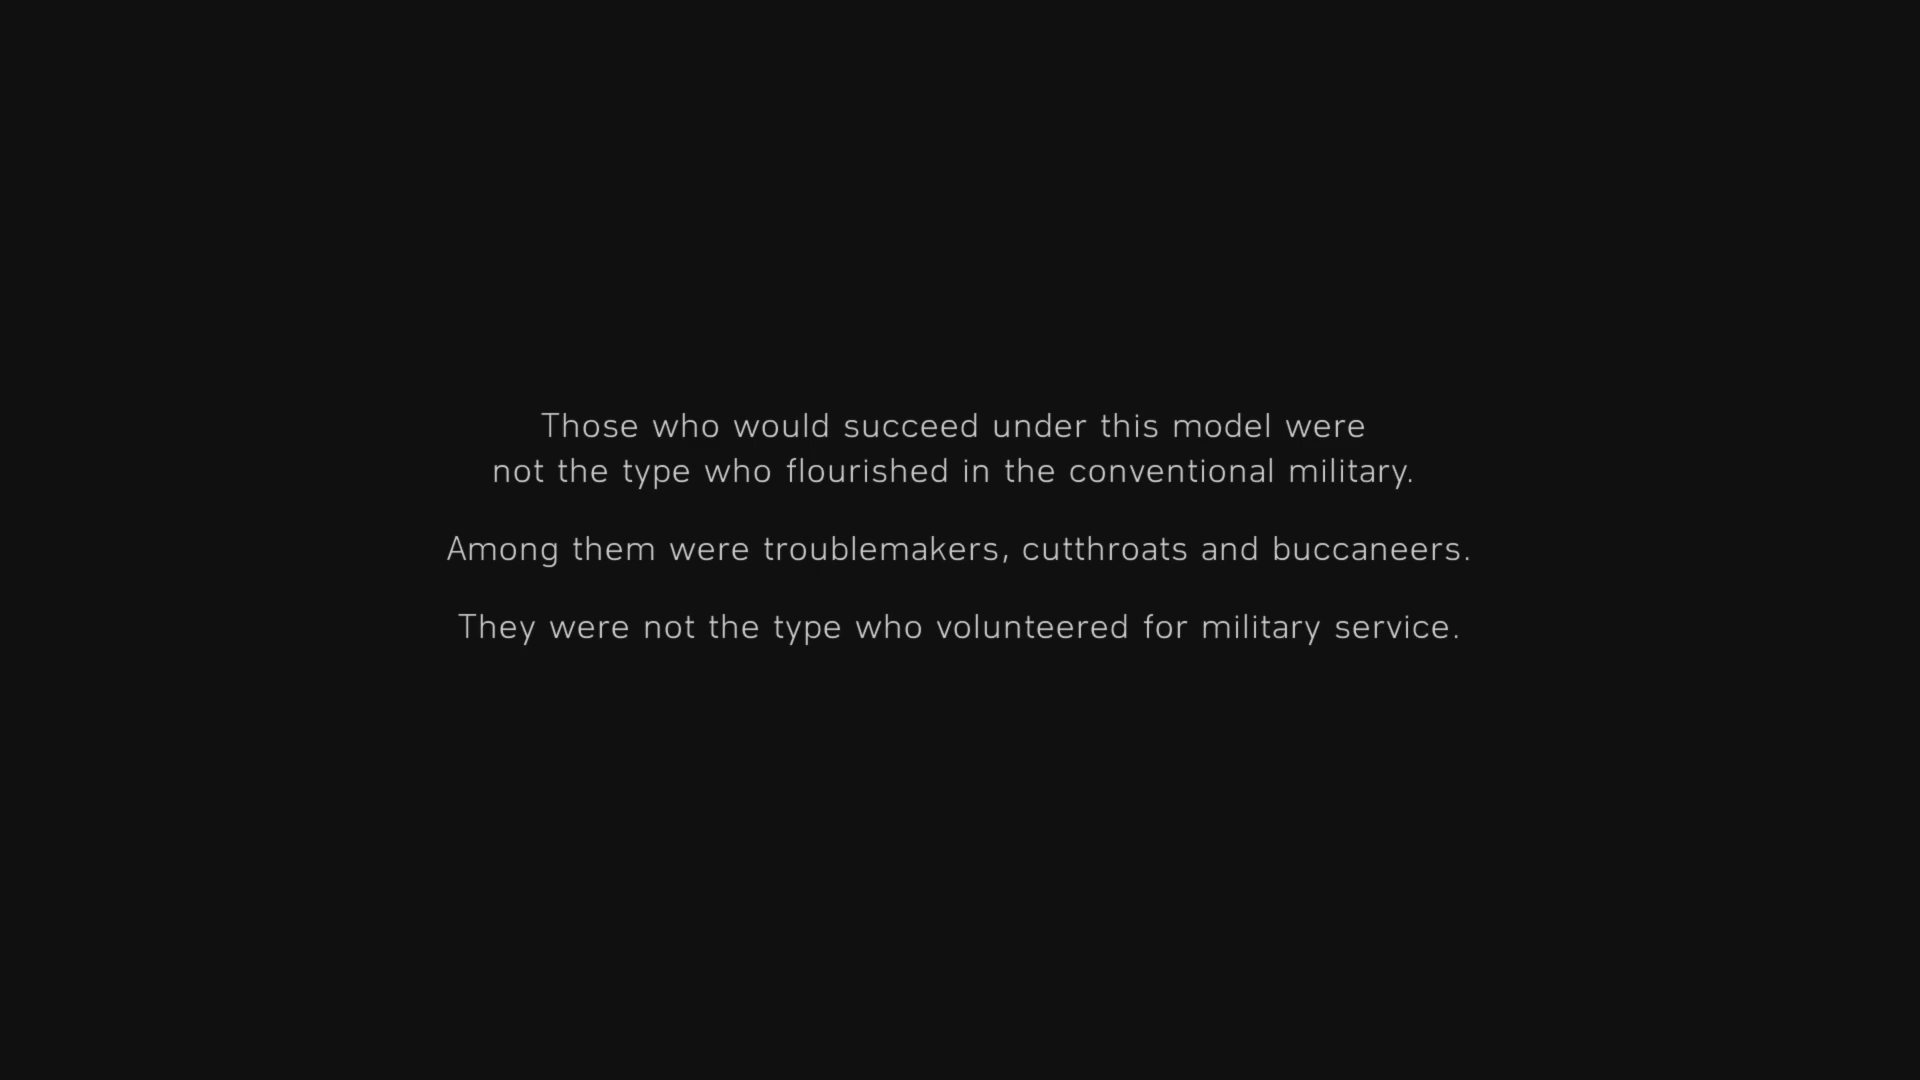 Those who would succeed under this model were
not the type who flourished in the conventional military.
Among them were troublemakers, cutthroats and buccaneers.
They were not the type who volunteered for military service.